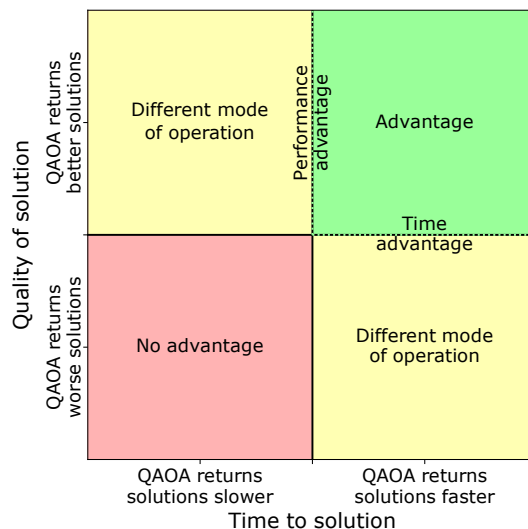 Quality of solution
QAOA returns
better solutions
QAOA returns
worse solutions
Different mode
of operation
Performance
advantage
Advantage
Time
advantage
No advantage
Different mode
of operation
QAOA returns
solutions slower
QAOA returns
solutions faster
Time to solution